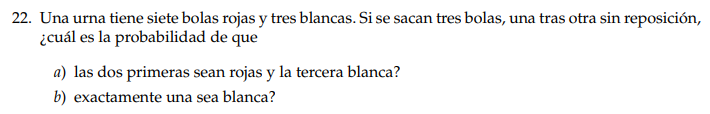 22. Una urna tiene siete bolas rojas y tres blancas. Si se sacan tres bolas, una tras otra sin reposición,
¿cuál es la probabilidad de que
a) las dos primeras sean rojas y la tercera blanca?
b) exactamente una sea blanca?